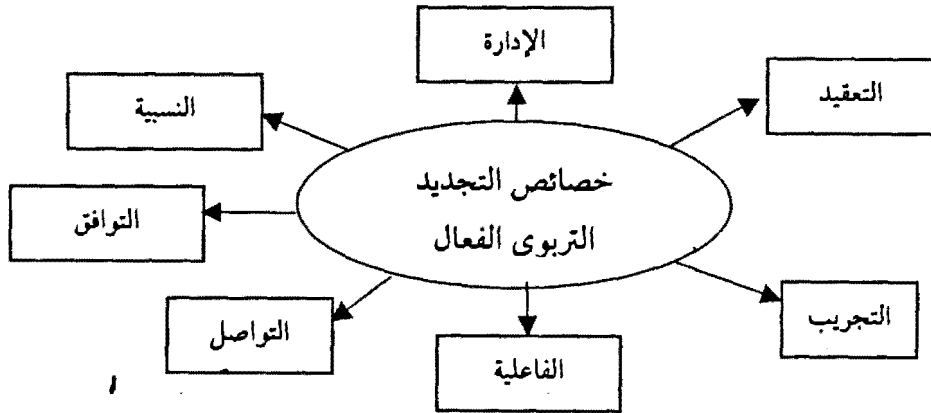 الإدارة
التعقيد
النسبية
خصائص التجديد
التربوى الفعال
التوافق
التجريب
التواصل
الفاعلية